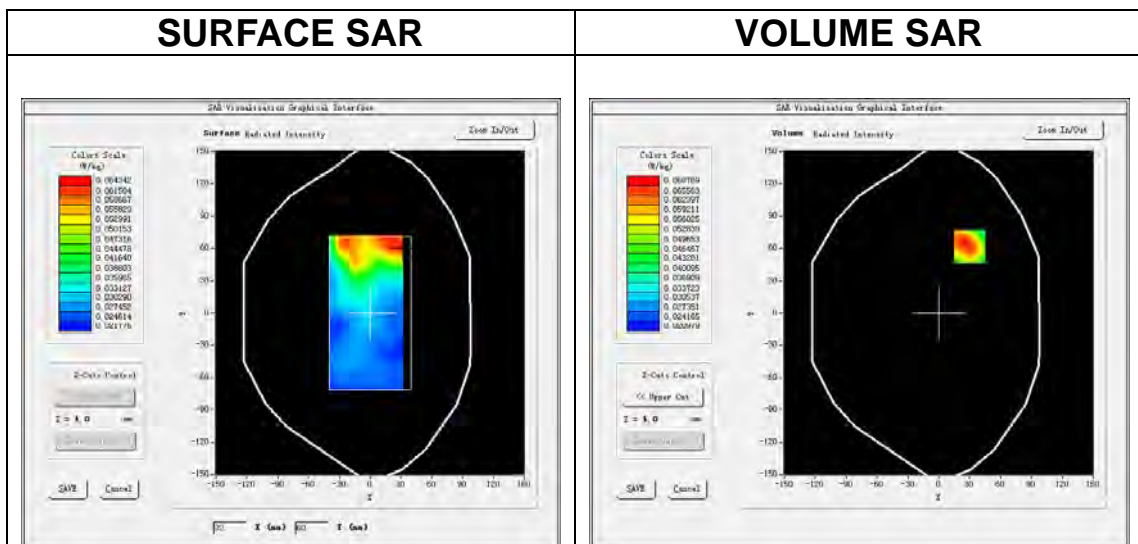 SURFACE SAR
VOLUME SAR
SAR Visualisation Graphical Interface
Surface Radiated Intensity
Zoom In/Out
Colors Scale
(W/kg)
0.064342
0.061504
0.058667
0.055829
0.052991
0.050153
0.047316
0.044478
0.041640
0.038803
0.035965
0.033127
0.030290
0.027452
0.024614
0.021776
150
120
90
60
30
0
-30
-60
-90
-120
-150
-150
-120
-90
-60
-30
0
30
60
90
120
150
X
Z-Cuts Control
Z = 4.0 mm
SAVE
Cancel
X (mm)
Y (mm)
SAR Visualisation Graphical Interface
Volume Radiated Intensity
Zoom In/Out
Colors Scale
(W/kg)
0.065583
0.062397
0.059211
0.056025
0.052839
0.049653
0.046467
0.043281
0.040095
0.036909
0.033723
0.030537
0.027351
0.024165
150
120
90
60
30
0
-30
-60
-90
-120
-150
-150
-120
-90
-60
-30
0
30
60
90
120
150
X
Z-Cuts Control
<< Upper Cut
Z = 4.0 mm
SAVE
Cancel